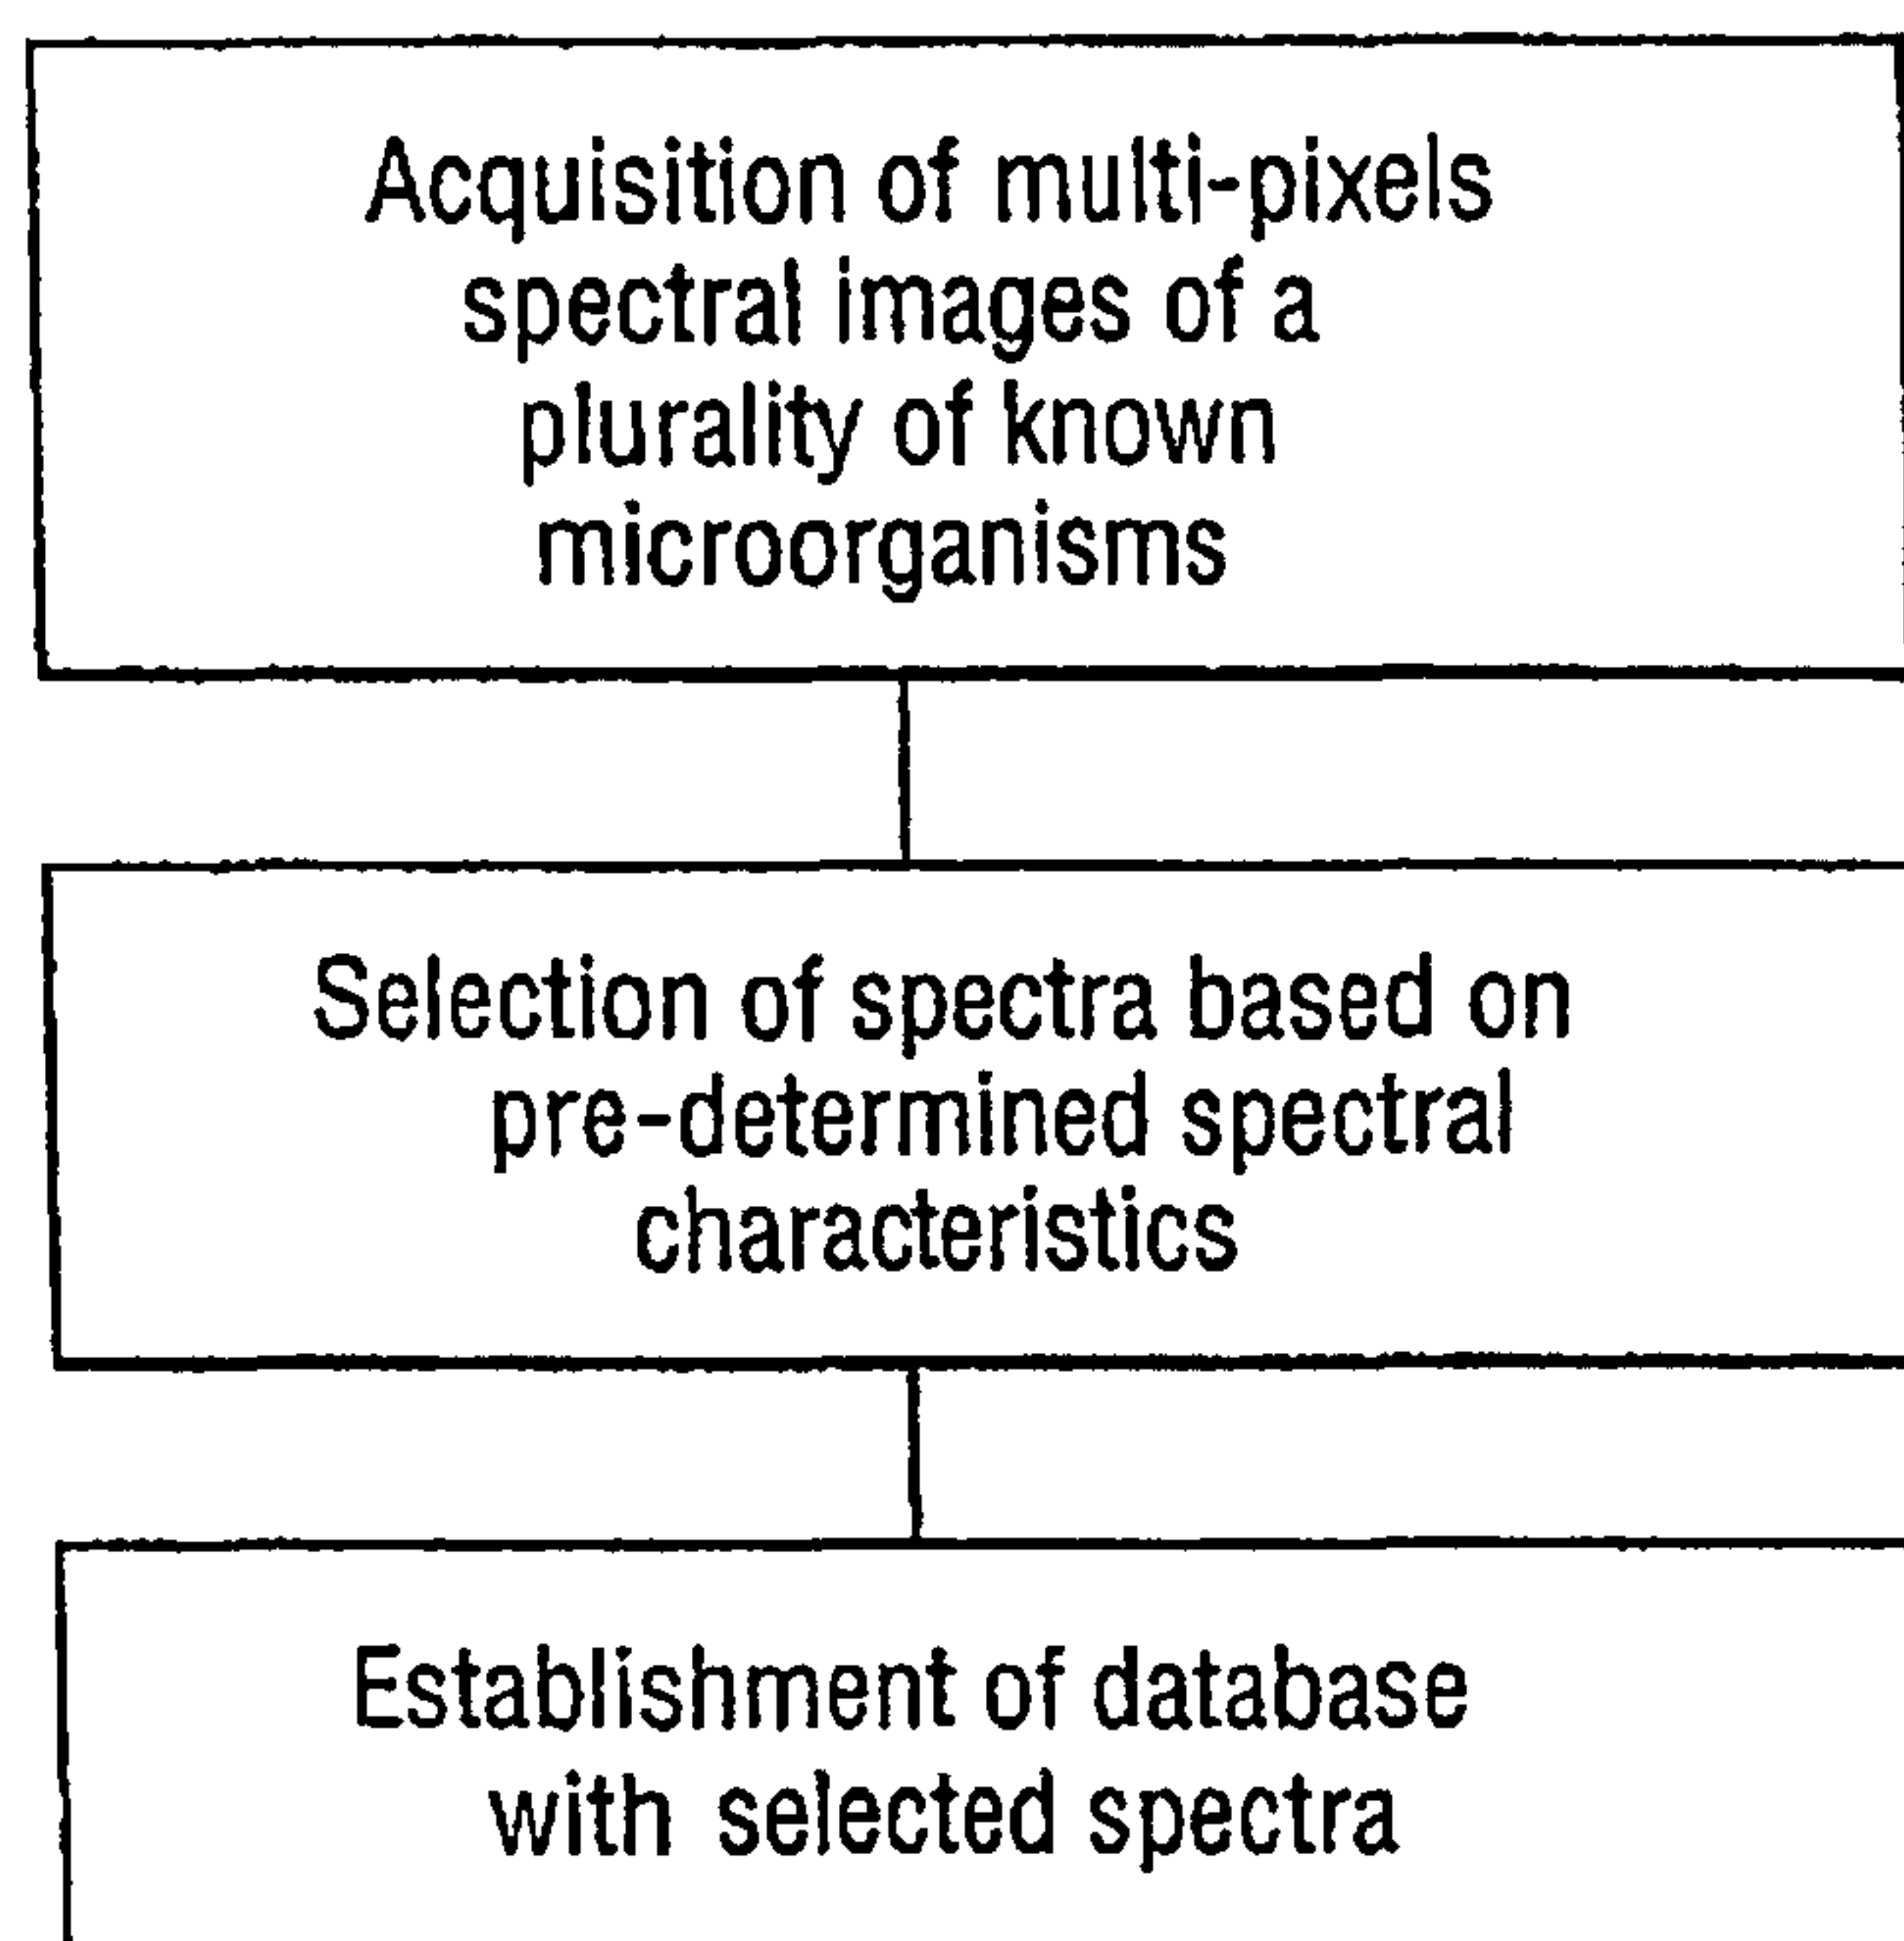 Acquisition of multi-pixels
spectral images of a
plurality of known
microorganisms
Selection of spectra based on
pre-determined spectral
characteristics
Establishment of database
with selected spectra